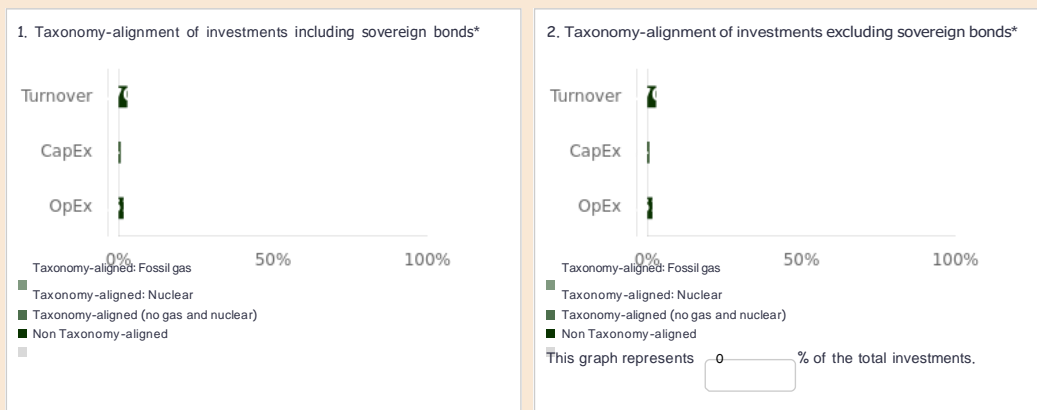 1. Taxonomy-alignment of investments including sovereign bonds*
Turnover
CapEx
OpEx
0%
50%
100%
Taxonomy-aligned: Fossil gas
Taxonomy-aligned: Nuclear
Taxonomy-aligned (no gas and nuclear)
Non Taxonomy-aligned
2. Taxonomy-alignment of investments excluding sovereign bonds*
Turnover
CapEx
OpEx
0%
50%
100%
Taxonomy-aligned: Fossil gas
Taxonomy-aligned: Nuclear
Taxonomy-aligned (no gas and nuclear)
Non Taxonomy-aligned
This graph represents 0 % of the total investments.